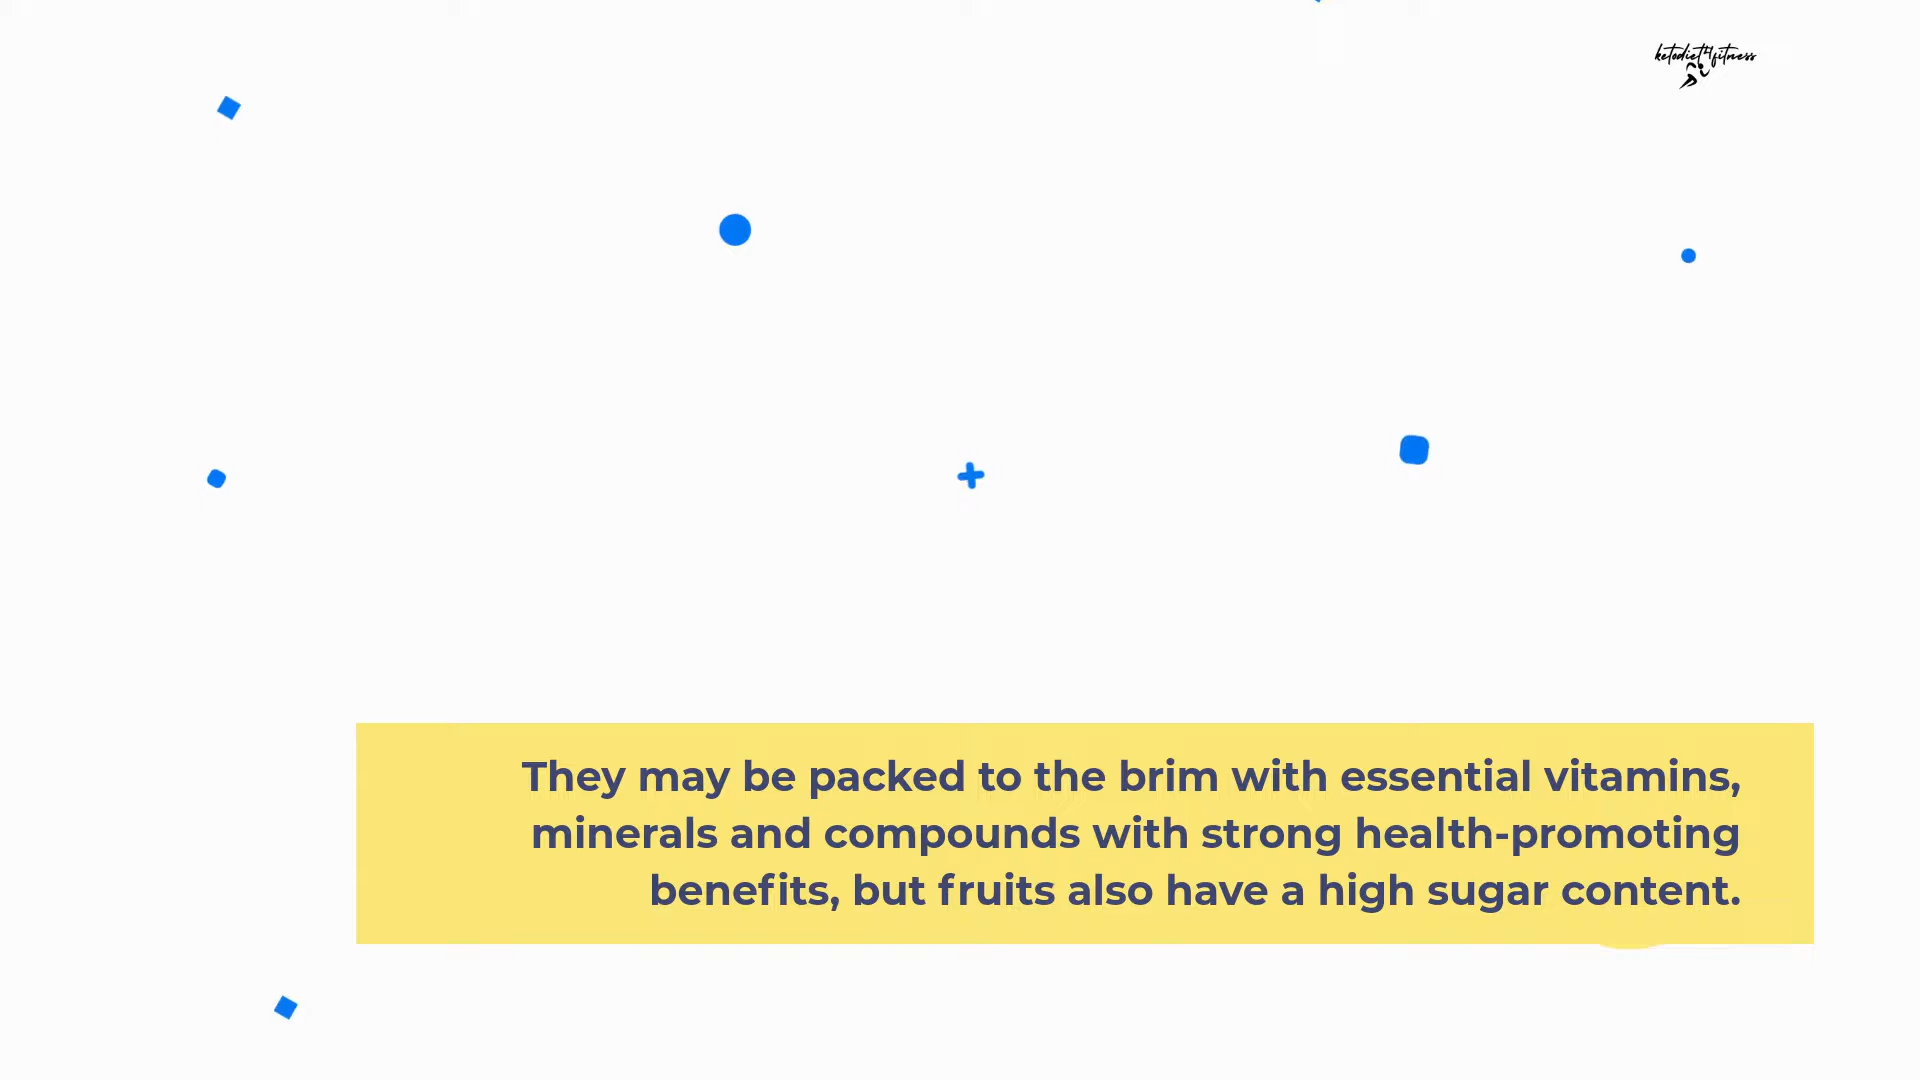 ketodiet4fitness
They may be packed to the brim with essential vitamins,
minerals and compounds with strong health-promoting
benefits, but fruits also have a high sugar content.